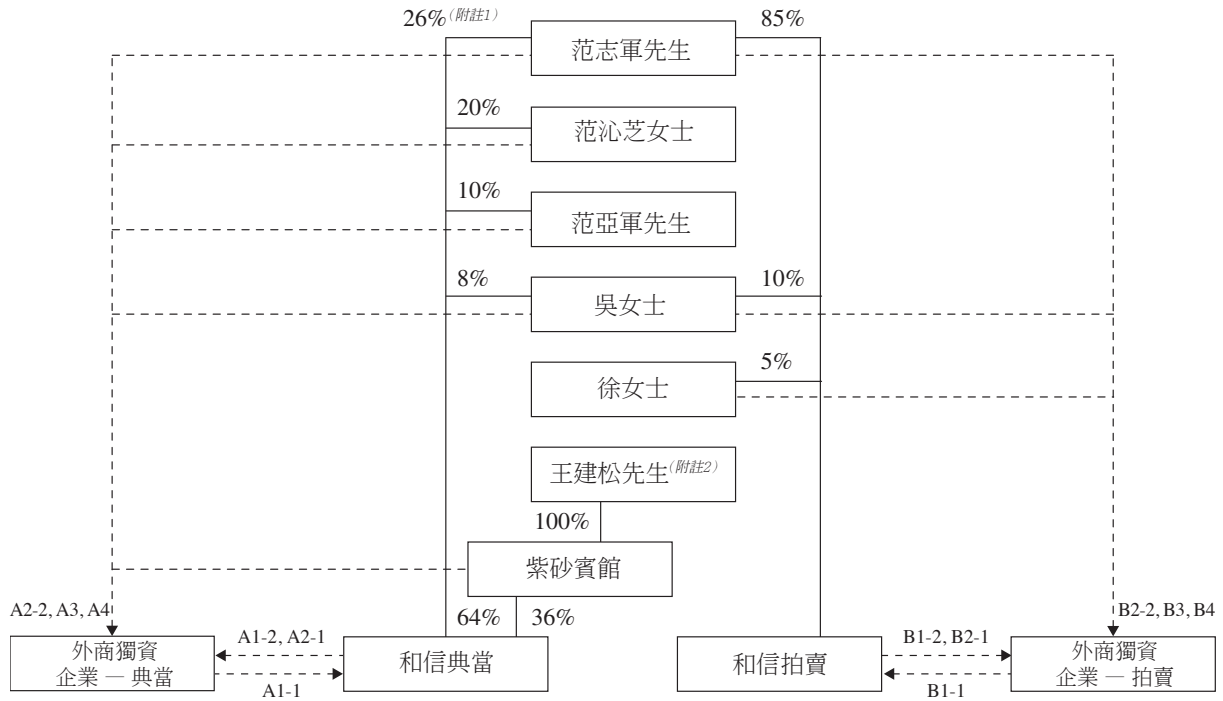 26%(附註1)
85%
范志軍先生
20%
范沁芝女士
10%
范亞軍先生
8%
10%
吳女士
5%
徐女士
王建松先生(附註2)
100%
紫砂賓館
A2-2, A3, A4
64%
36%
B2-2, B3, B4
外商獨資
企業 — 典當
A1-2, A2-1
A1-1
和信典當
和信拍賣
B1-2, B2-1
B1-1
外商獨資
企業 — 拍賣